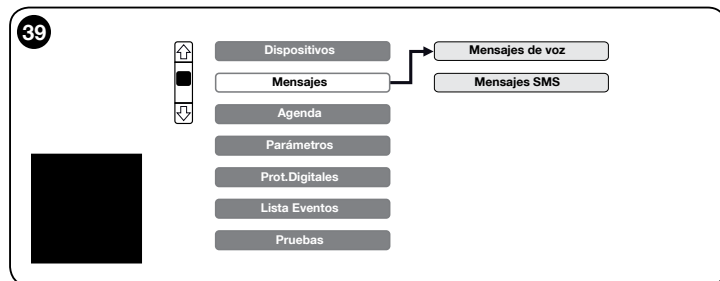 39
Dispositivos
Mensajes
Agenda
Parámetros
Prot.Digitales
Lista Eventos
Pruebas
Mensajes de voz
Mensajes SMS